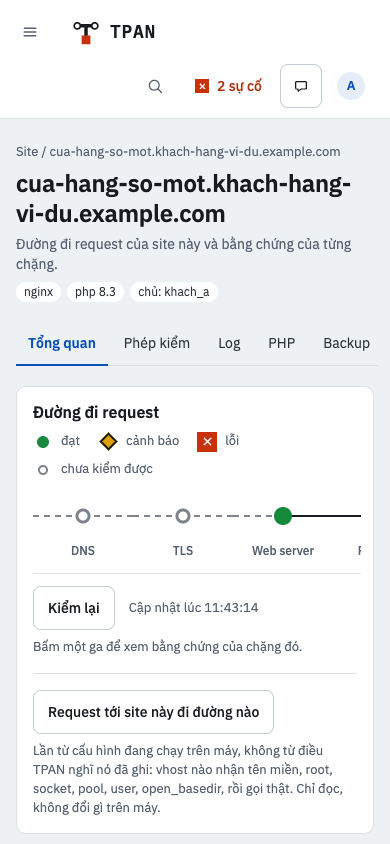 TPAN
2 sự cố
A
Site / cua-hang-so-mot.khach-hang-vi-du.example.com
cua-hang-so-mot.khach-hang-
vi-du.example.com
Đường đi request của site này và bằng chứng của từng
chặng.
nginx php 8.3 chủ: khach_a
Tổng quan Phép kiểm Log PHP Backup
Đường đi request
đạt cảnh báo lỗi
chưa kiểm được
DNS TLS Web server
Kiểm lại Cập nhật lúc 11:43:14
Bấm một ga để xem bằng chứng của chặng đó.
Request tới site này đi đường nào
Lần từ cấu hình đang chạy trên máy, không từ điều
TPAN nghĩ nó đã ghi: vhost nào nhận tên miền, root,
socket, pool, user, open_basedir, rồi gọi thật. Chỉ đọc,
không đổi gì trên máy.